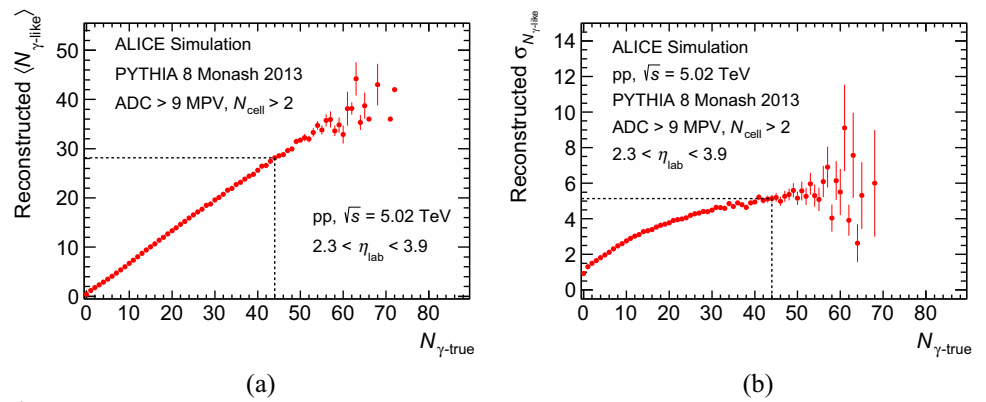 Reconstructed ⟨N_γ-like⟩
50
40
30
20
10
0
ALICE Simulation
PYTHIA 8 Monash 2013
ADC > 9 MPV, N_cell > 2
pp, √s = 5.02 TeV
2.3 < η_lab < 3.9
0 10 20 30 40 50 60 70 80
N_γ-true
(a)
Reconstructed σ_N_γ-like
14
12
10
8
6
4
2
0
ALICE Simulation
pp, √s = 5.02 TeV
PYTHIA 8 Monash 2013
ADC > 9 MPV, N_cell > 2
2.3 < η_lab < 3.9
0 10 20 30 40 50 60 70 80
N_γ-true
(b)